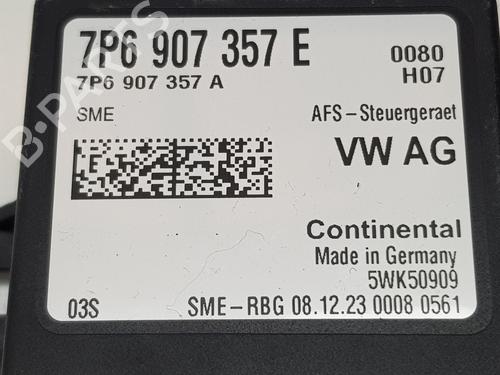 7P6 907 357 E 0080
7P6 907 357 A H07
SME AFS-Steuergeraet
VW AG
Continental
Made in Germany
5WK50909
03S SME-RBG 08.12.23 0008 0561
B-PARTS